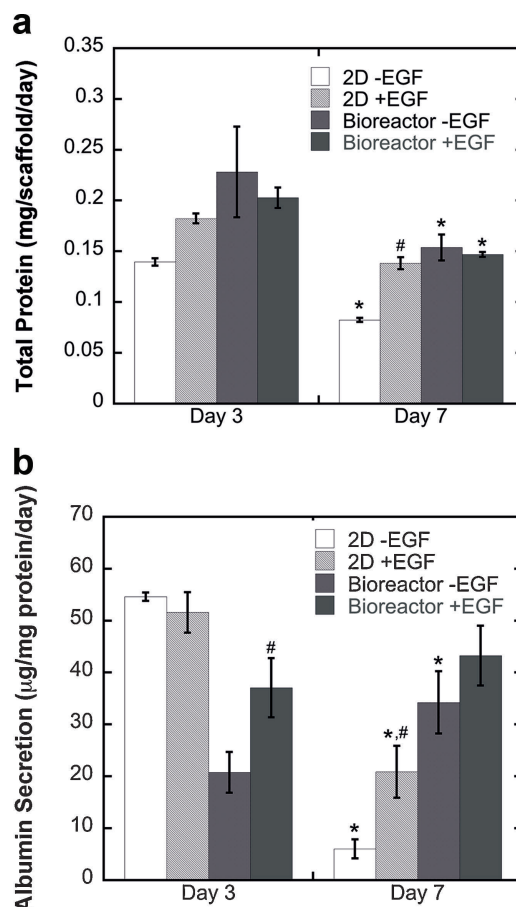 a
Total Protein (mg/scaffold/day)
0.35
0.3
0.25
0.2
0.15
0.1
0.05
0
2D -EGF
2D +EGF
Bioreactor -EGF
Bioreactor +EGF
*
#
*
*
Day 3
Day 7
b
Albumin Secretion (μg/mg protein/day)
70
60
50
40
30
20
10
0
2D -EGF
2D +EGF
Bioreactor -EGF
Bioreactor +EGF
#
*
*,#
*
Day 3
Day 7